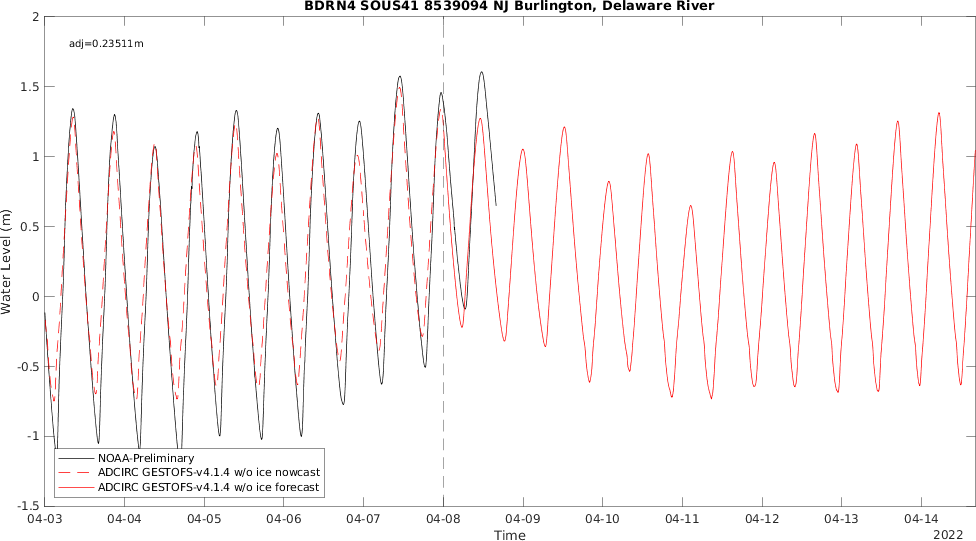 BDRN4 SOUS41 8539094 NJ Burlington, Delaware River
adj=0.23511m
2
1.5
1
0.5
0
-0.5
-1
-1.5
Water Level (m)
NOAA-Preliminary
ADCIRC GESTOFS-v4.1.4 w/o ice nowcast
ADCIRC GESTOFS-v4.1.4 w/o ice forecast
04-03 04-04 04-05 04-06 04-07 04-08 04-09 04-10 04-11 04-12 04-13 04-14
Time
2022